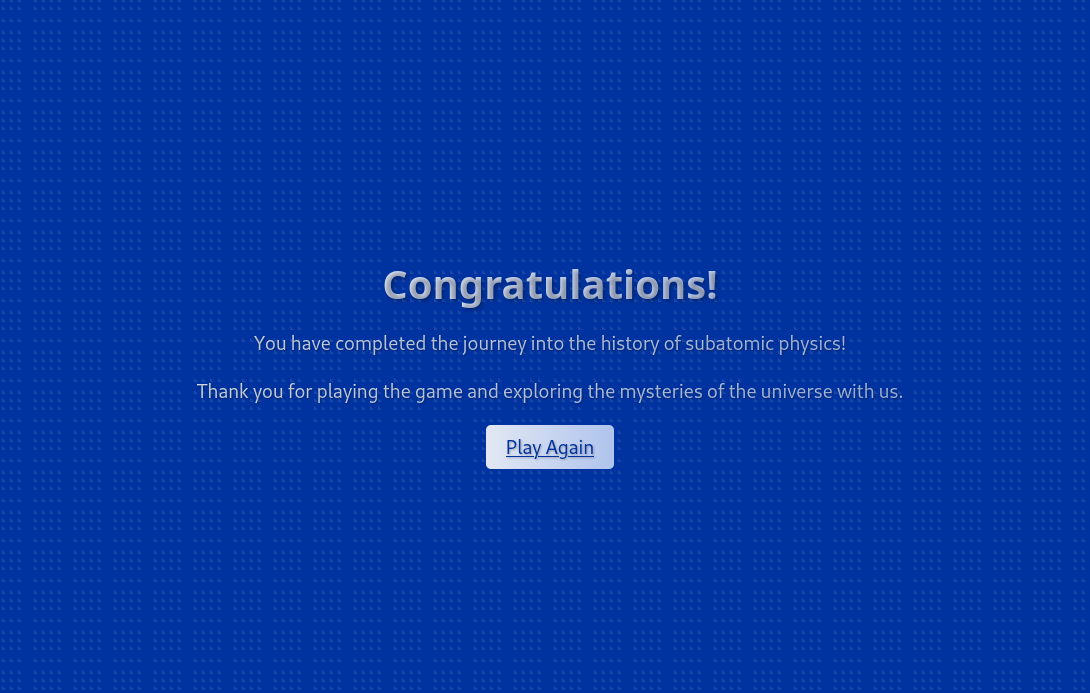 Congratulations!
You have completed the journey into the history of subatomic physics!
Thank you for playing the game and exploring the mysteries of the universe with us.
Play Again